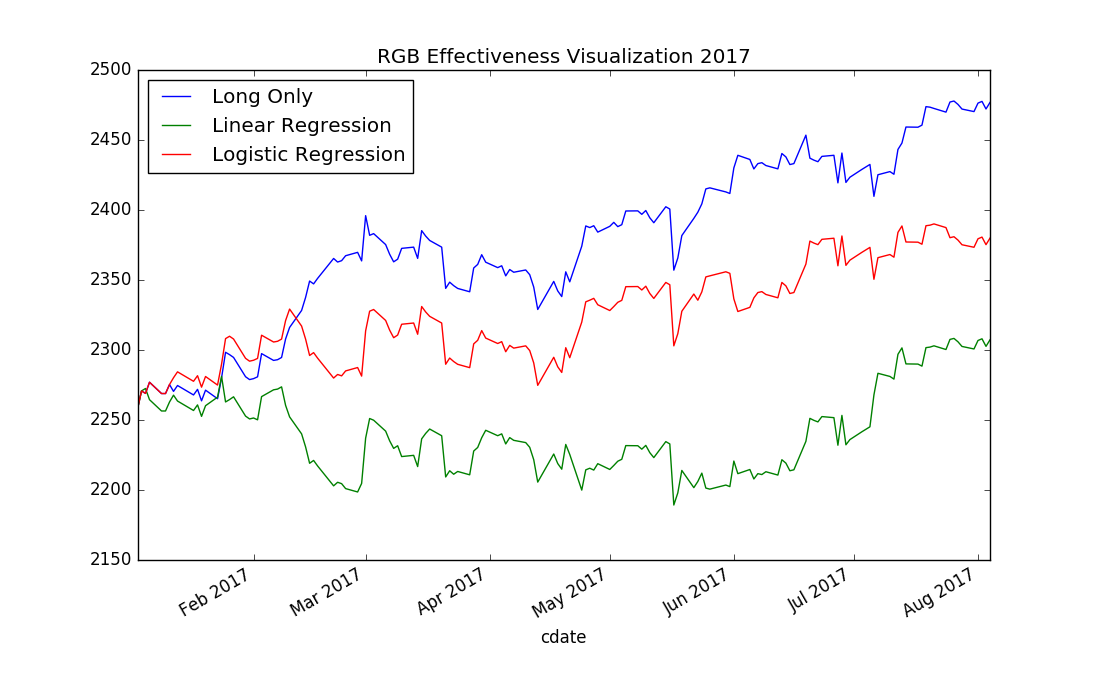 RGB Effectiveness Visualization 2017
Long Only
Linear Regression
Logistic Regression
2500
2450
2400
2350
2300
2250
2200
2150
Feb 2017
Mar 2017
Apr 2017
May 2017
Jun 2017
Jul 2017
Aug 2017
cdate